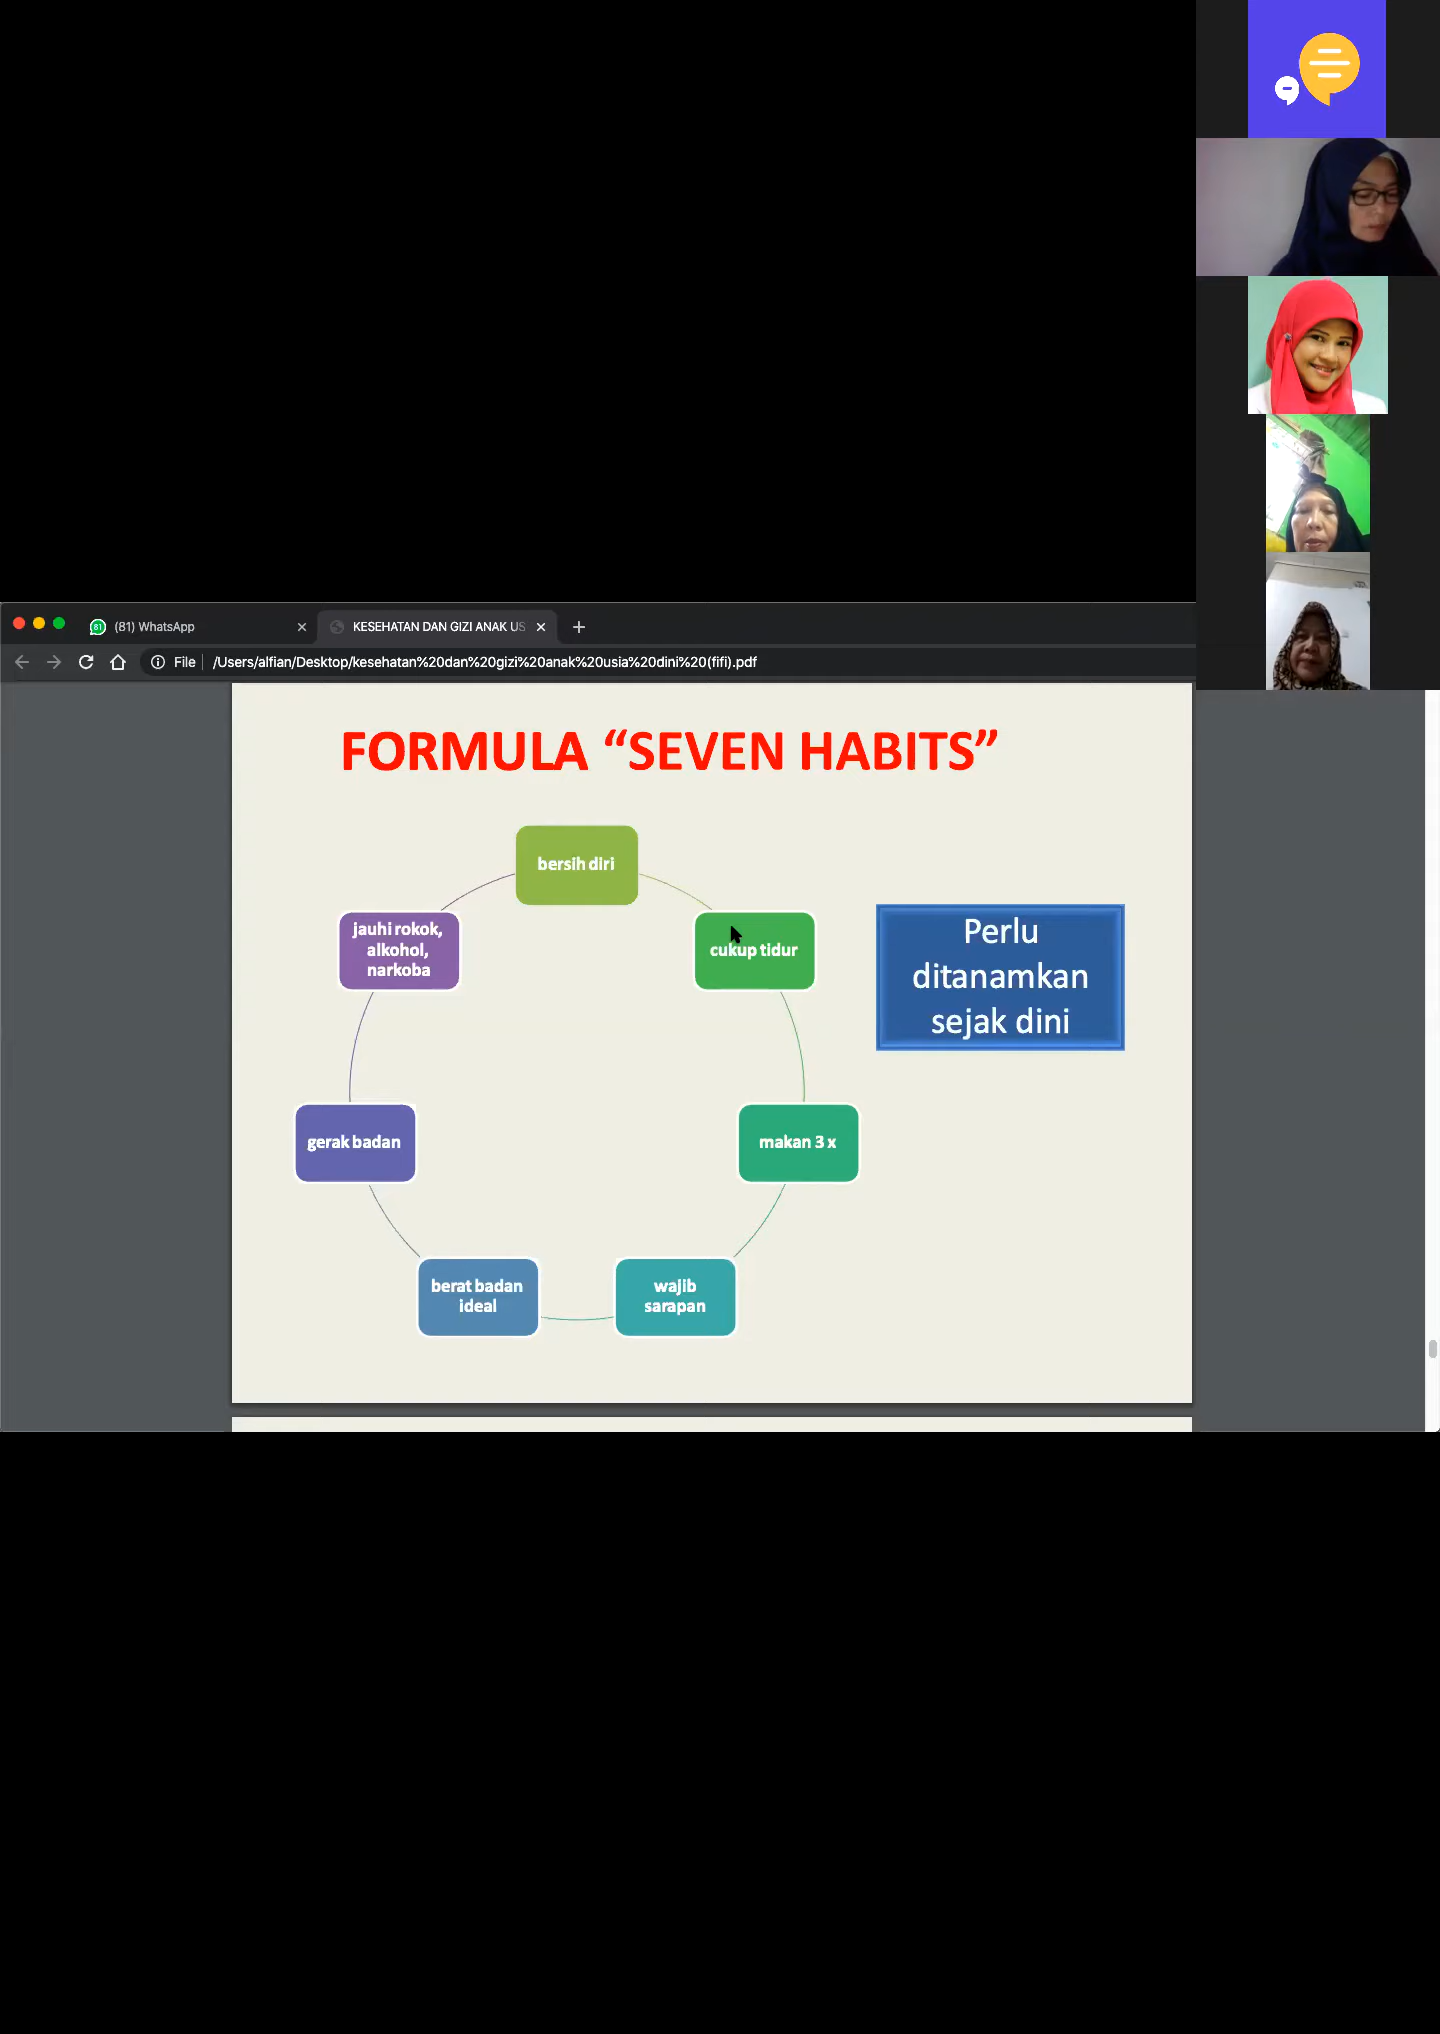 (81) WhatsApp
KESEHATAN DAN GIZI ANAK US
File
/Users/alfian/Desktop/kesehatan%20dan%20gizi%20anak%20usia%20dini%20(fifi).pdf
FORMULA “SEVEN HABITS”
bersih diri
cukup tidur
makan 3 x
wajib
sarapan
berat badan
ideal
gerak badan
jauhi rokok,
alkohol,
narkoba
Perlu
ditanamkan
sejak dini